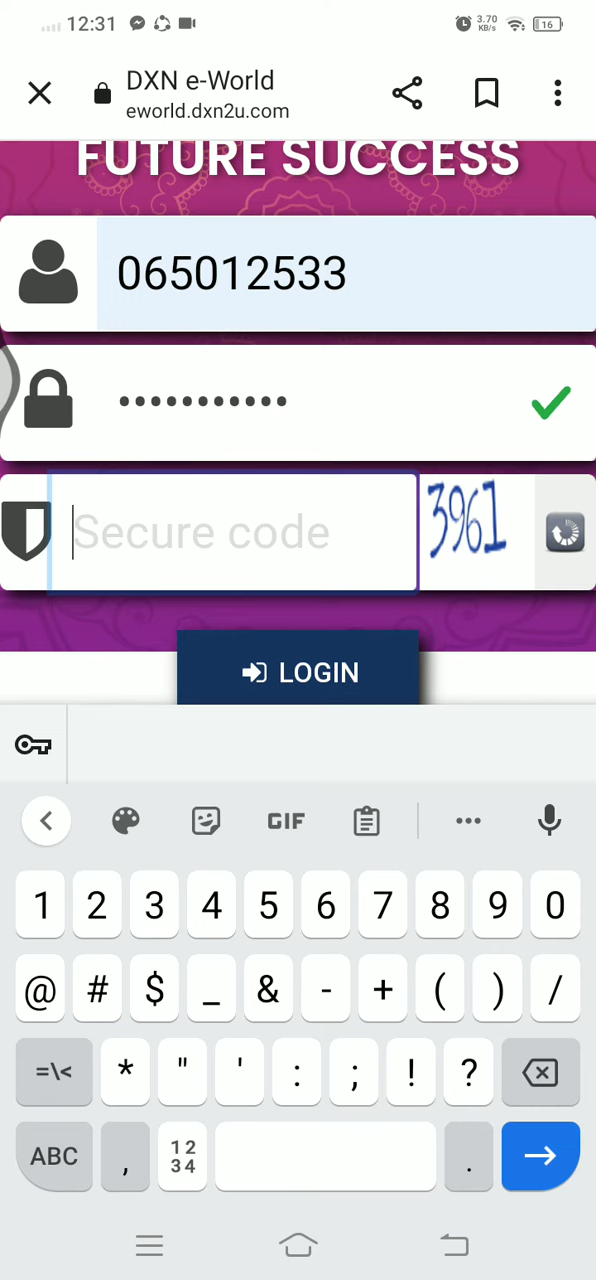 12:31
3.70
KB/s
16
DXN e-World
eworld.dxn2u.com
FUTURE SUCCESS
065012533
•••••••••••
Secure code
3961
LOGIN
GIF
1 2 3 4 5 6 7 8 9 0
@ # $ _ & - + ( ) /
=\< * " ' : ; ! ?
ABC , 12 .
34